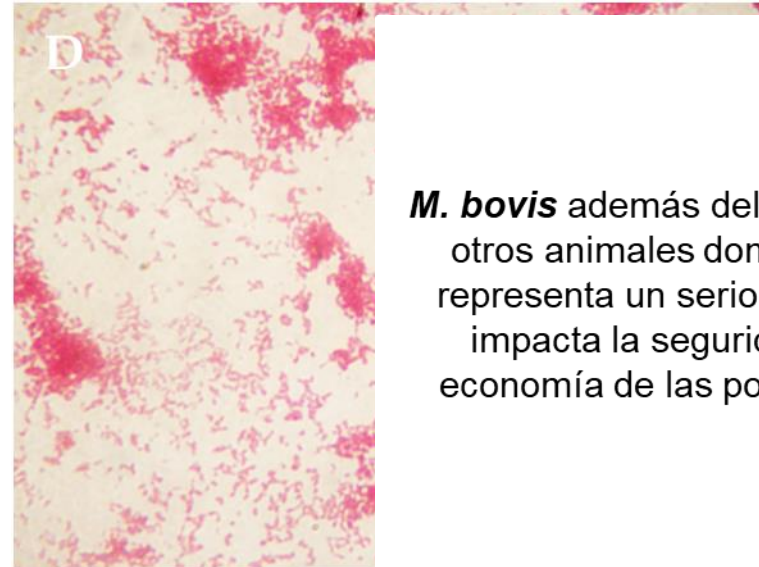 D
M. bovis además del
otros animales
representa un serio
impacta la
economía de las